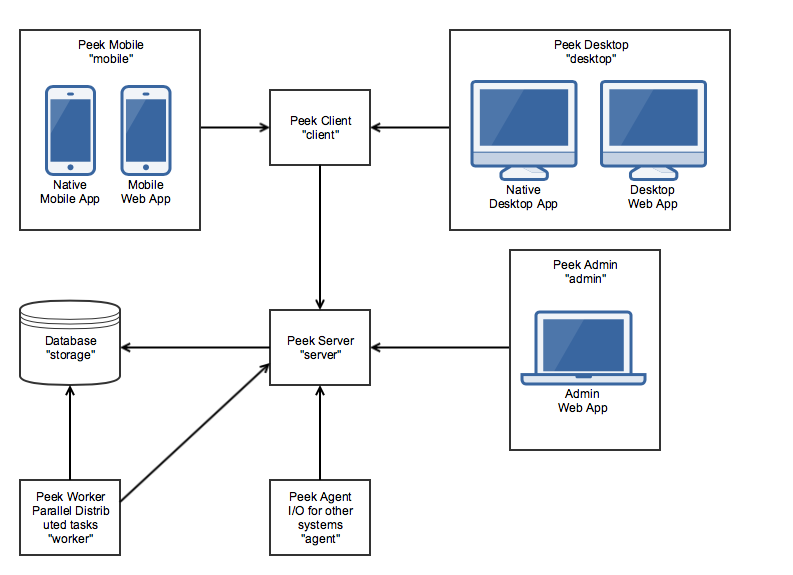 Peek Mobile
"mobile"
Native
Mobile App
Mobile
Web App
Peek Client
"client"
Peek Desktop
"desktop"
Native
Desktop App
Desktop
Web App
Peek Admin
"admin"
Admin
Web App
Database
"storage"
Peek Server
"server"
Peek Worker
Parallel Distrib
uted tasks
"worker"
Peek Agent
I/O for other
systems
"agent"